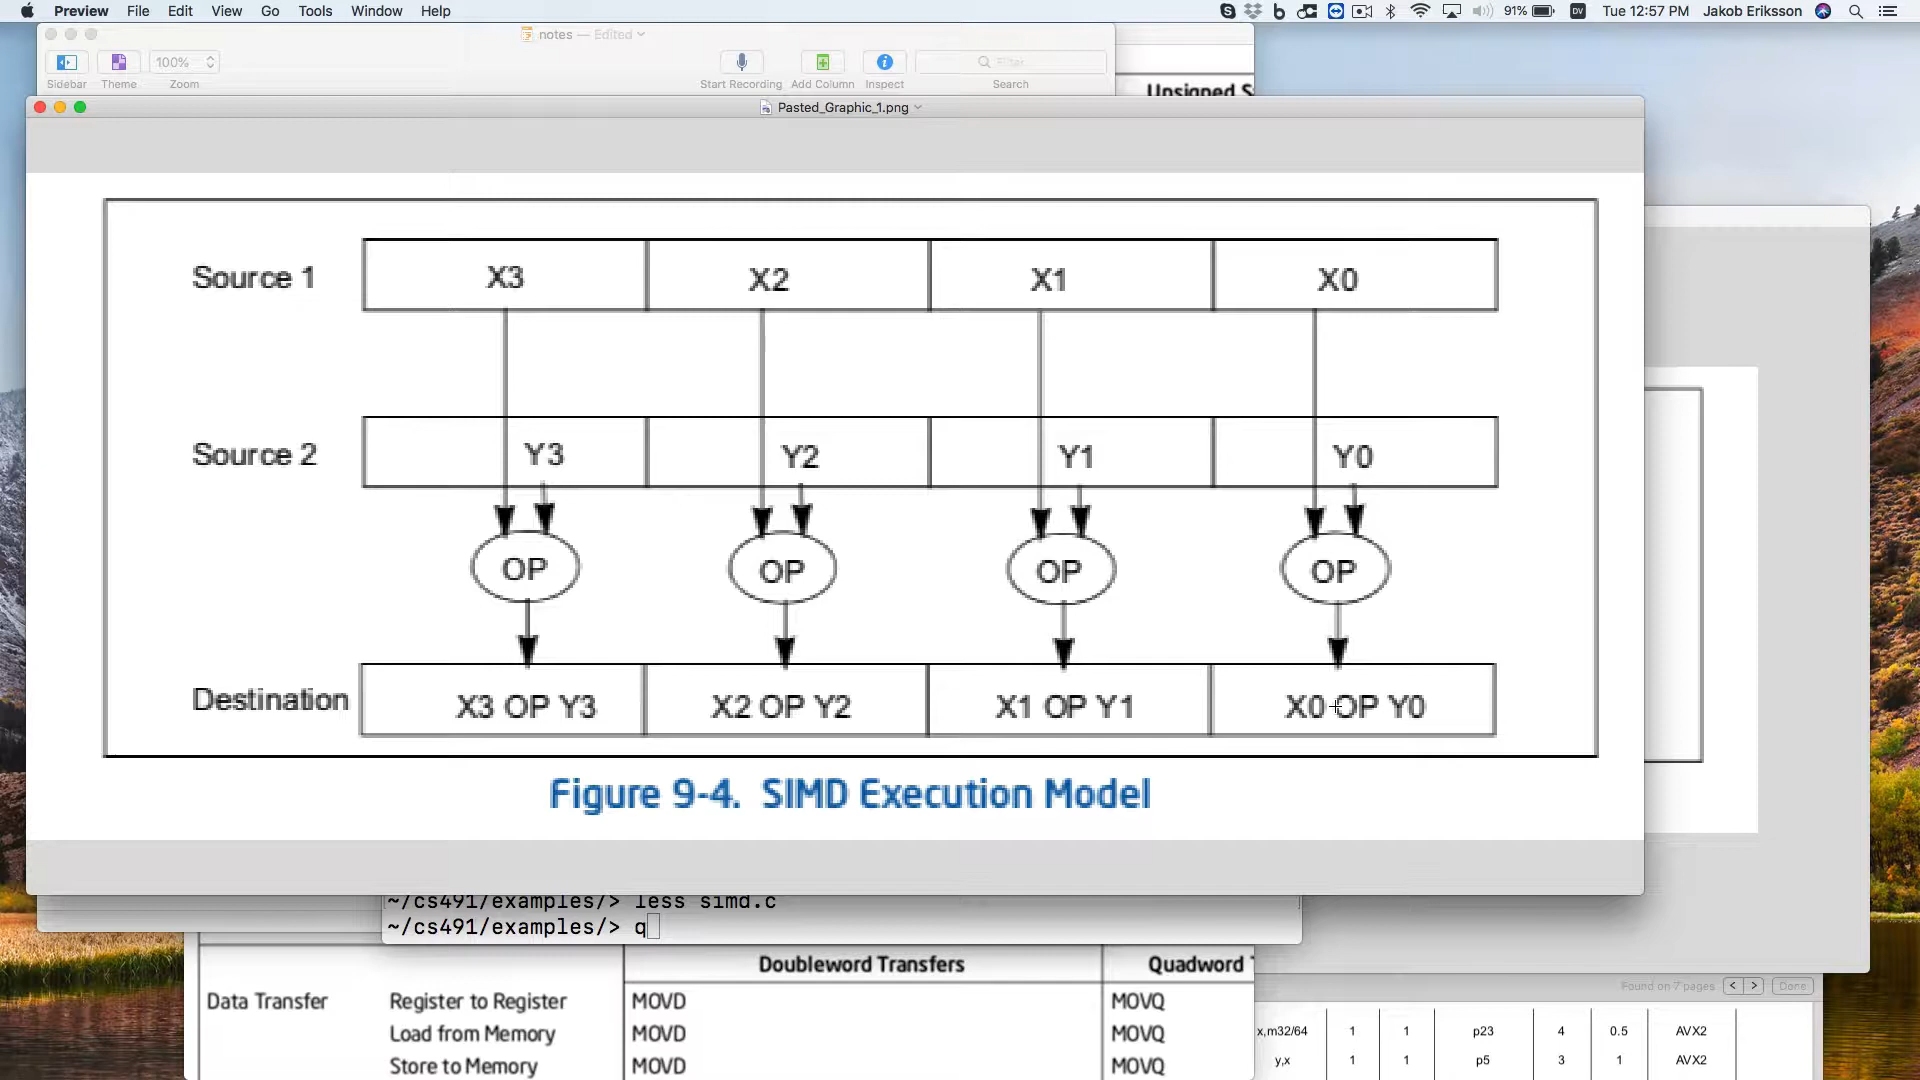 Preview File Edit View Go Tools Window Help
91% DV Tue 12:57 PM Jakob Eriksson
notes — Edited
100%
Filter
Sidebar Theme Zoom Start Recording Add Column Inspect Search
Unsigned S
Pasted_Graphic_1.png
Source 1 X3 X2 X1 X0
Source 2 Y3 Y2 Y1 Y0
OP OP OP OP
Destination X3 OP Y3 X2 OP Y2 X1 OP Y1 X0 OP Y0
Figure 9-4. SIMD Execution Model
~/cs491/examples/> less simd.c
~/cs491/examples/> q
Doubleword Transfers Quadword
Found on 7 pages Done
Data Transfer Register to Register MOVD MOVQ
Load from Memory MOVD MOVQ
Store to Memory MOVD MOVQ
x,m32/64 1 1 p23 4 0.5 AVX2
y,x 1 1 p5 3 1 AVX2